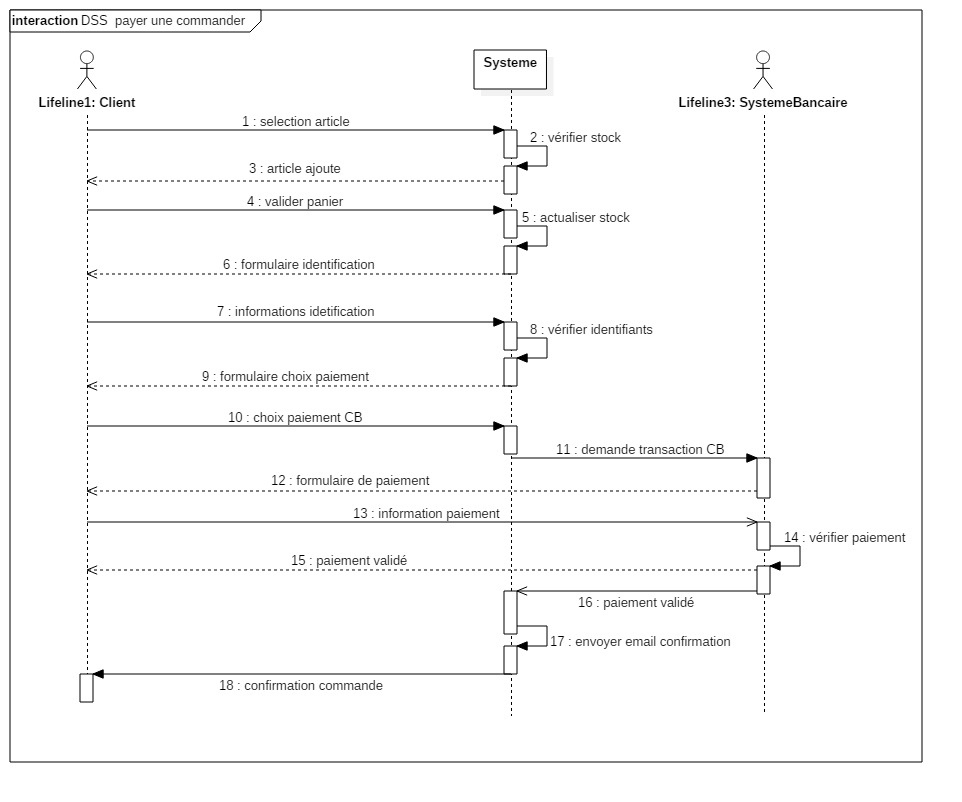 interaction DSS payer une commander
Systeme
Lifeline1: Client
Lifeline3: SystemeBancaire
1 : selection article
2 : vérifier stock
3 : article ajoute
4 : valider panier
5 : actualiser stock
6 : formulaire identification
7 : informations idetification
8 : vérifier identifiants
9 : formulaire choix paiement
10 : choix paiement CB
11 : demande transaction CB
12 : formulaire de paiement
13 : information paiement
14 : vérifier paiement
15 : paiement validé
16 : paiement validé
17 : envoyer email confirmation
18 : confirmation commande